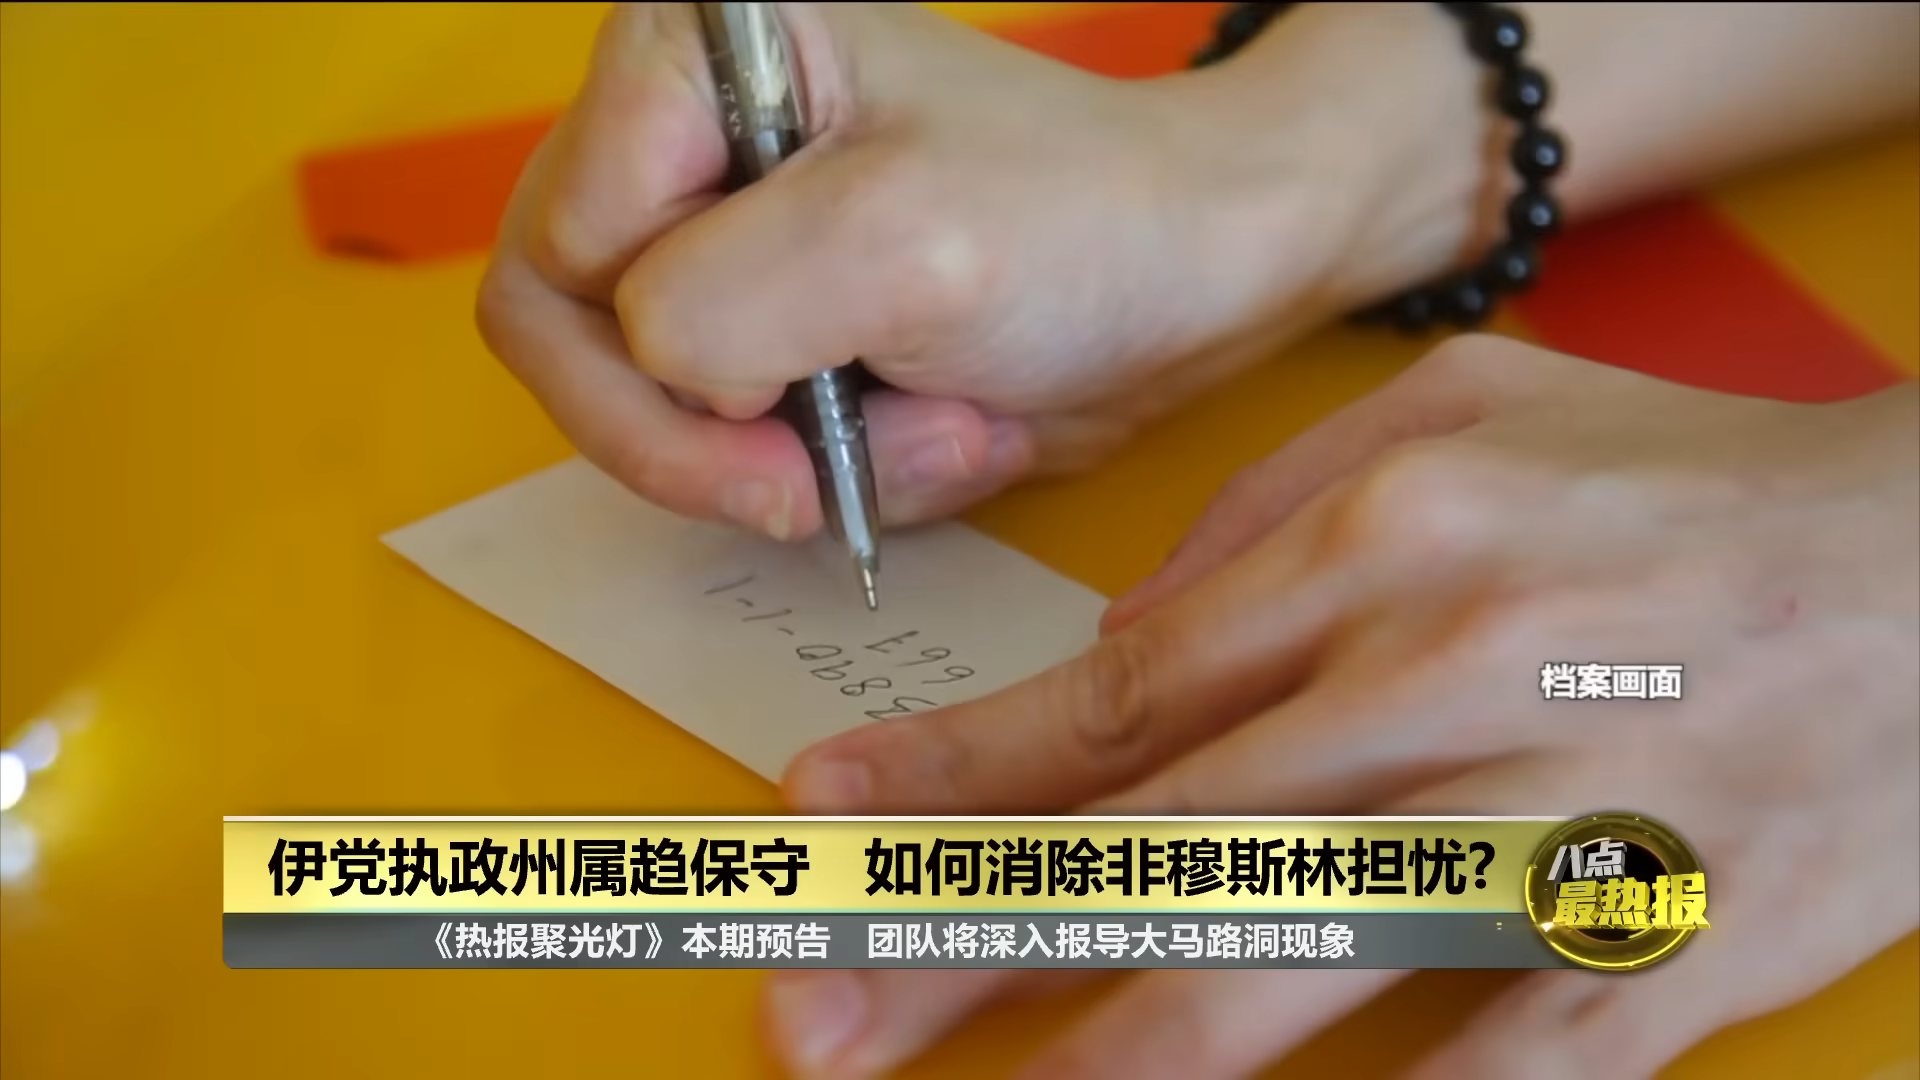 档案画面
伊党执政州属趋保守 如何消除非穆斯林担忧?
《热报聚光灯》本期预告 团队将深入报导大马路洞现象
八点
最热报